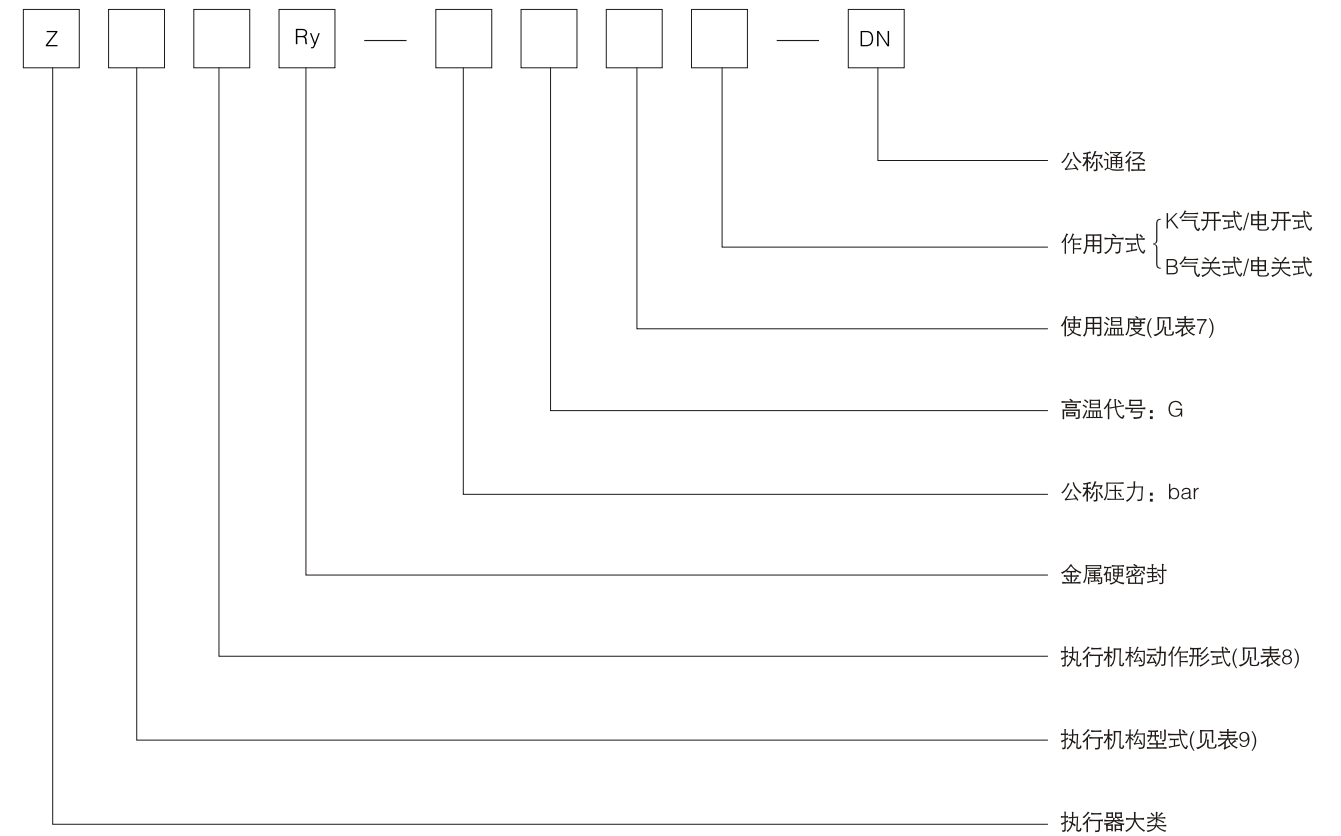 Z Ry — — DN
公称通径
K气开式/电开式
作用方式
B气关式/电关式
使用温度(见表7)
高温代号：G
公称压力：bar
金属硬密封
执行机构动作形式(见表8)
执行机构型式(见表9)
执行器大类